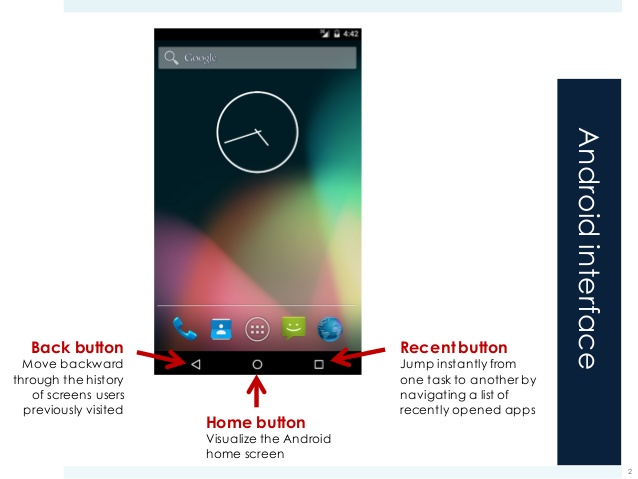 4:42
Google
Android interface
Back button
Move backward
through the history
of screens users
previously visited
Home button
Visualize the Android
home screen
Recent button
Jump instantly from
one task to another by
navigating a list of
recently opened apps
2